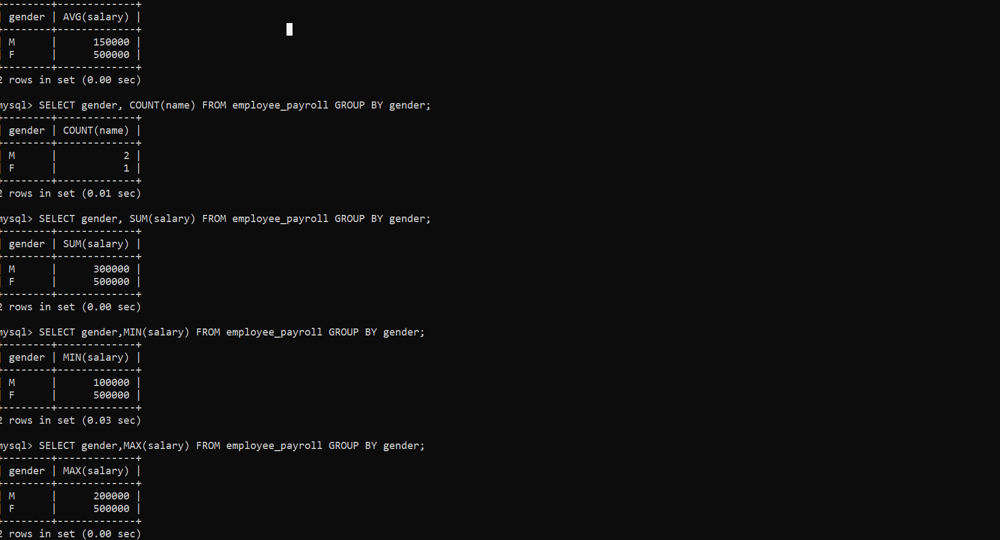 +--------+-------------+
| gender | AVG(salary) |
+--------+-------------+
| M      |      150000 |
| F      |      500000 |
+--------+-------------+
2 rows in set (0.00 sec)

mysql> SELECT gender, COUNT(name) FROM employee_payroll GROUP BY gender;
+--------+-------------+
| gender | COUNT(name) |
+--------+-------------+
| M      |           2 |
| F      |           1 |
+--------+-------------+
2 rows in set (0.01 sec)

mysql> SELECT gender, SUM(salary) FROM employee_payroll GROUP BY gender;
+--------+-------------+
| gender | SUM(salary) |
+--------+-------------+
| M      |      300000 |
| F      |      500000 |
+--------+-------------+
2 rows in set (0.00 sec)

mysql> SELECT gender,MIN(salary) FROM employee_payroll GROUP BY gender;
+--------+-------------+
| gender | MIN(salary) |
+--------+-------------+
| M      |      100000 |
| F      |      500000 |
+--------+-------------+
2 rows in set (0.03 sec)

mysql> SELECT gender,MAX(salary) FROM employee_payroll GROUP BY gender;
+--------+-------------+
| gender | MAX(salary) |
+--------+-------------+
| M      |      200000 |
| F      |      500000 |
+--------+-------------+
2 rows in set (0.00 sec)